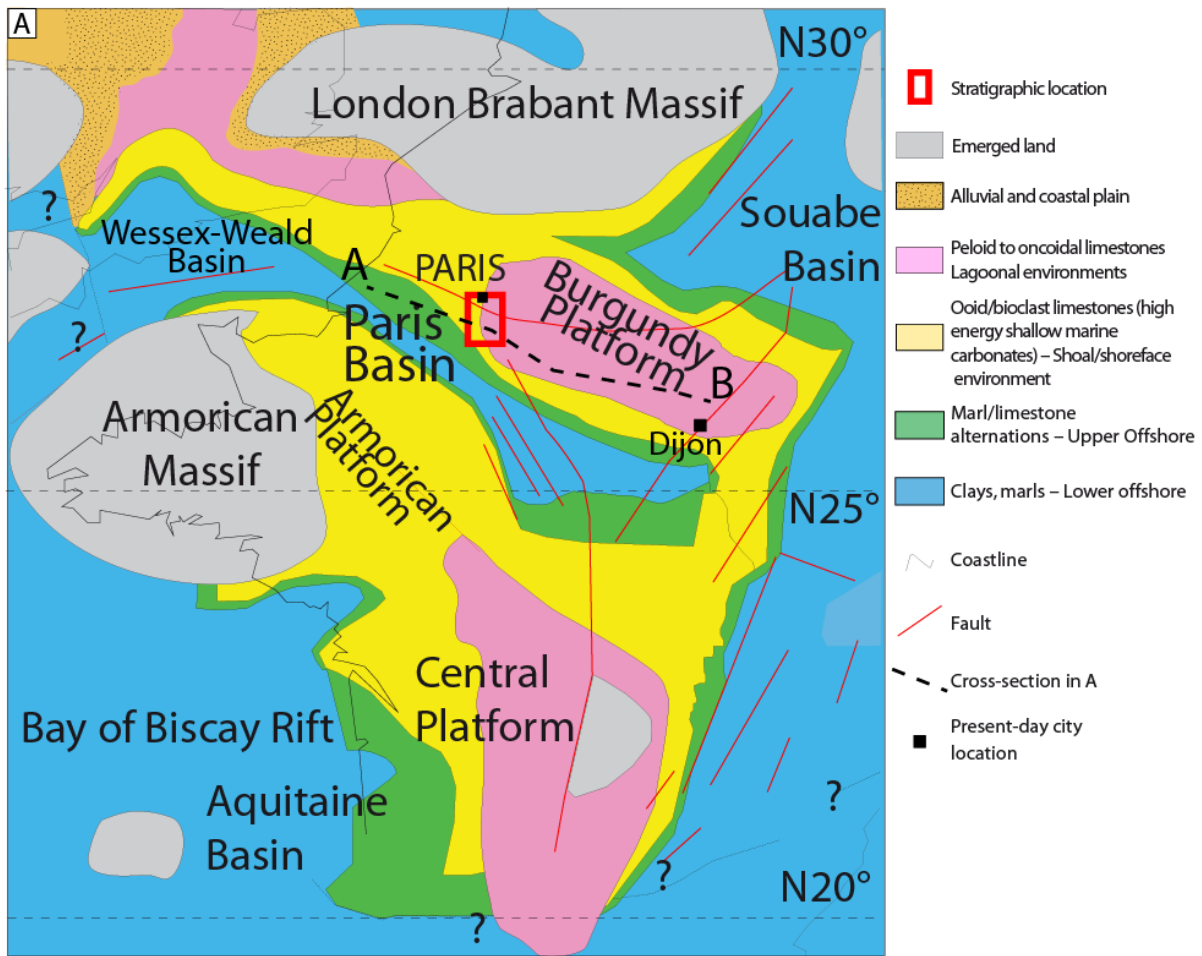 A
N30°
London Brabant Massif
?
Souabe
Basin
Wessex-Weald
Basin
A
PARIS
Burgundy
Platform
?
Paris
Basin
B
Armorican
Massif
Armorican
Platform
Dijon
N25°
Central
Platform
Bay of Biscay Rift
Aquitaine
Basin
?
?
N20°
?
Stratigraphic location
Emerged land
Alluvial and coastal plain
Peloid to oncoidal limestones
Lagoonal environments
Ooid/bioclast limestones (high
energy shallow marine
carbonates) – Shoal/shoreface
environment
Marl/limestone
alternations – Upper Offshore
Clays, marls – Lower offshore
Coastline
Fault
Cross-section in A
Present-day city
location